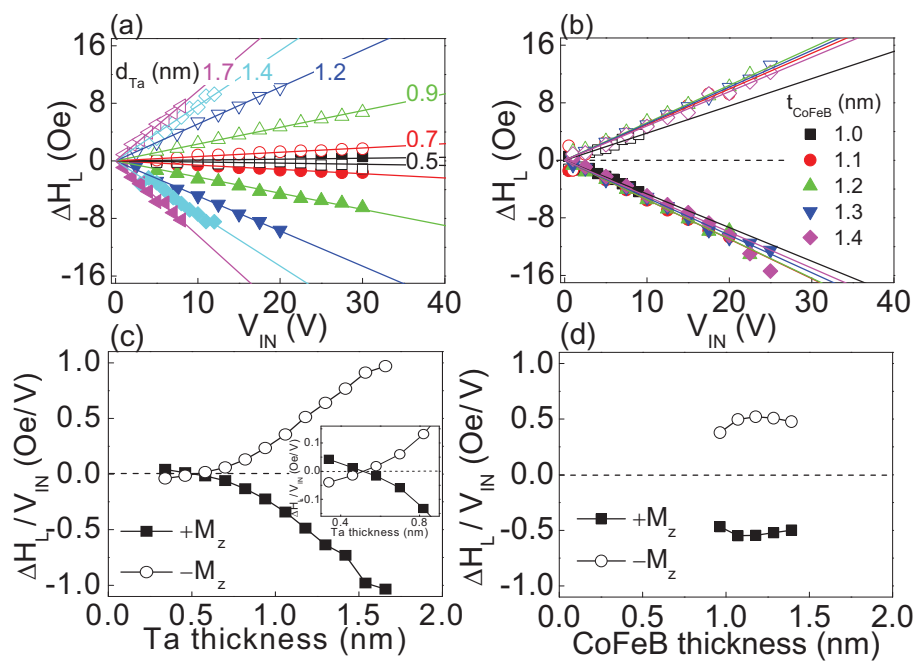 (a)
16
8
0
-8
-16
ΔH_L (Oe)
d_Ta (nm)
1.7
1.4
1.2
0.9
0.7
0.5
0 10 20 30 40
V_IN (V)
(b)
16
8
0
-8
-16
ΔH_L (Oe)
t_CoFeB (nm)
1.0
1.1
1.2
1.3
1.4
0 10 20 30 40
V_IN (V)
(c)
1.0
0.5
0.0
-0.5
-1.0
ΔH_L/V_IN (Oe/V)
+M_z
−M_z
0.1
0.0
-0.1
ΔH_L/V_IN (Oe/V)
0.4 0.6 0.8
Ta thickness (nm)
0.0 0.5 1.0 1.5 2.0
Ta thickness (nm)
(d)
1.0
0.5
0.0
-0.5
-1.0
ΔH_L/V_IN (Oe/V)
+M_z
−M_z
0.0 0.5 1.0 1.5 2.0
CoFeB thickness (nm)